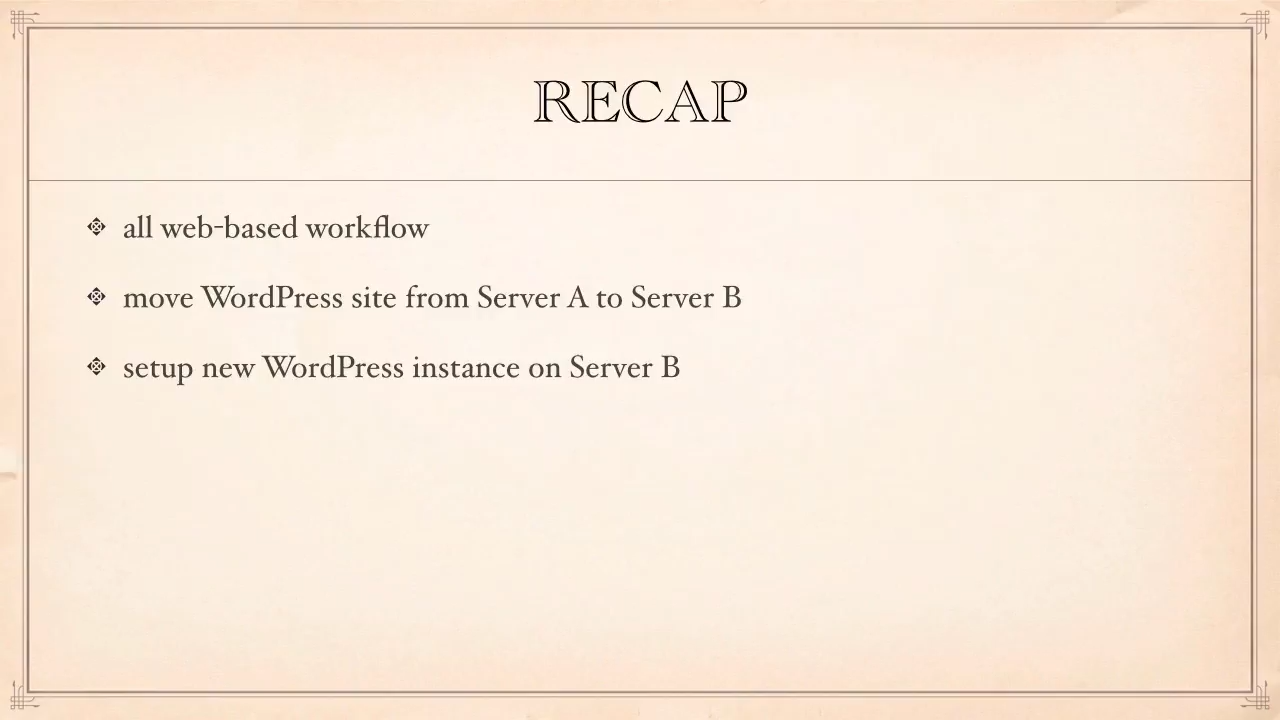 RECAP
all web-based workflow
move WordPress site from Server A to Server B
setup new WordPress instance on Server B